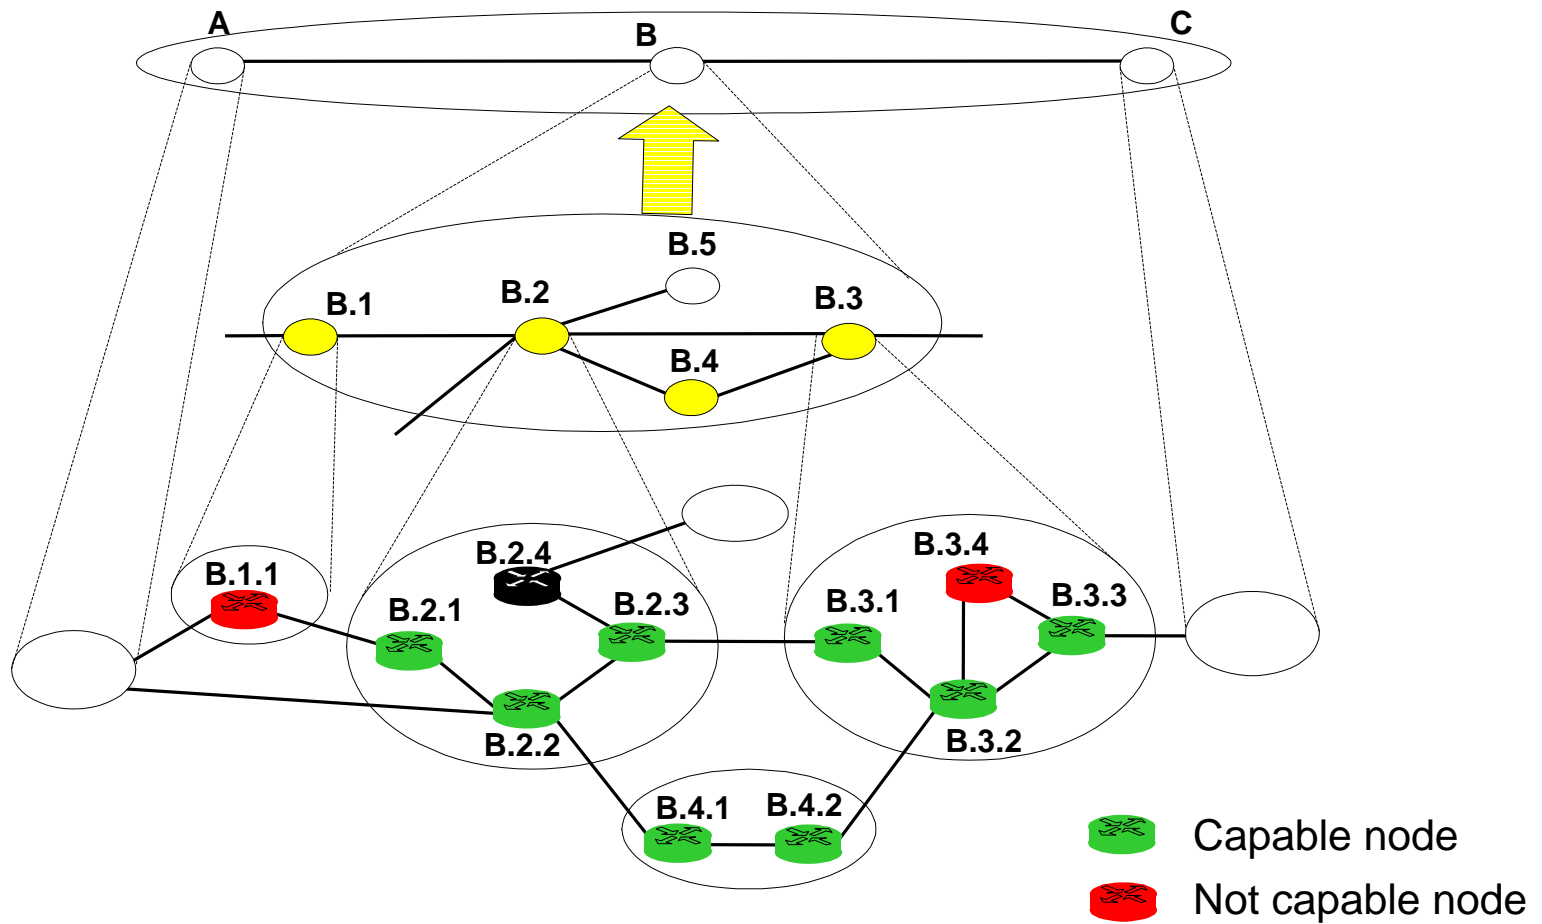 A
B
C
B.5
B.1
B.2
B.3
B.4
B.2.4
B.3.4
B.1.1
B.2.1
B.2.3
B.3.1
B.3.3
B.2.2
B.3.2
B.4.1
B.4.2
Capable node
Not capable node